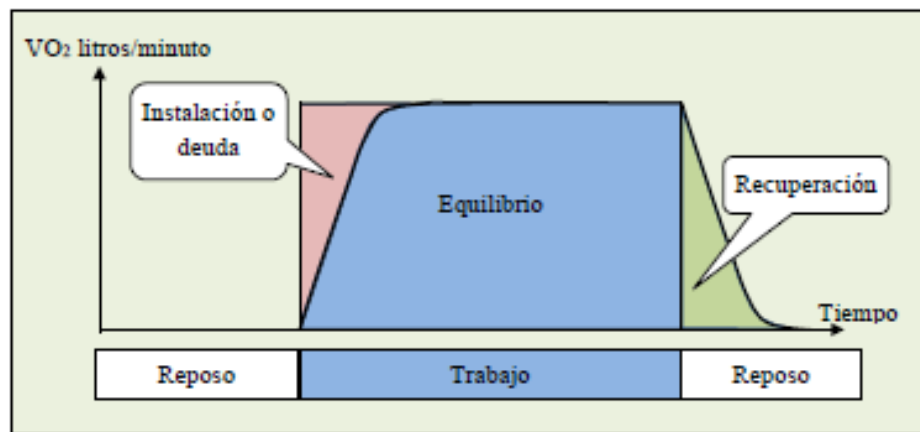 VO₂ litros/minuto
Instalación o
deuda
Equilibrio
Recuperación
Tiempo
Reposo
Trabajo
Reposo